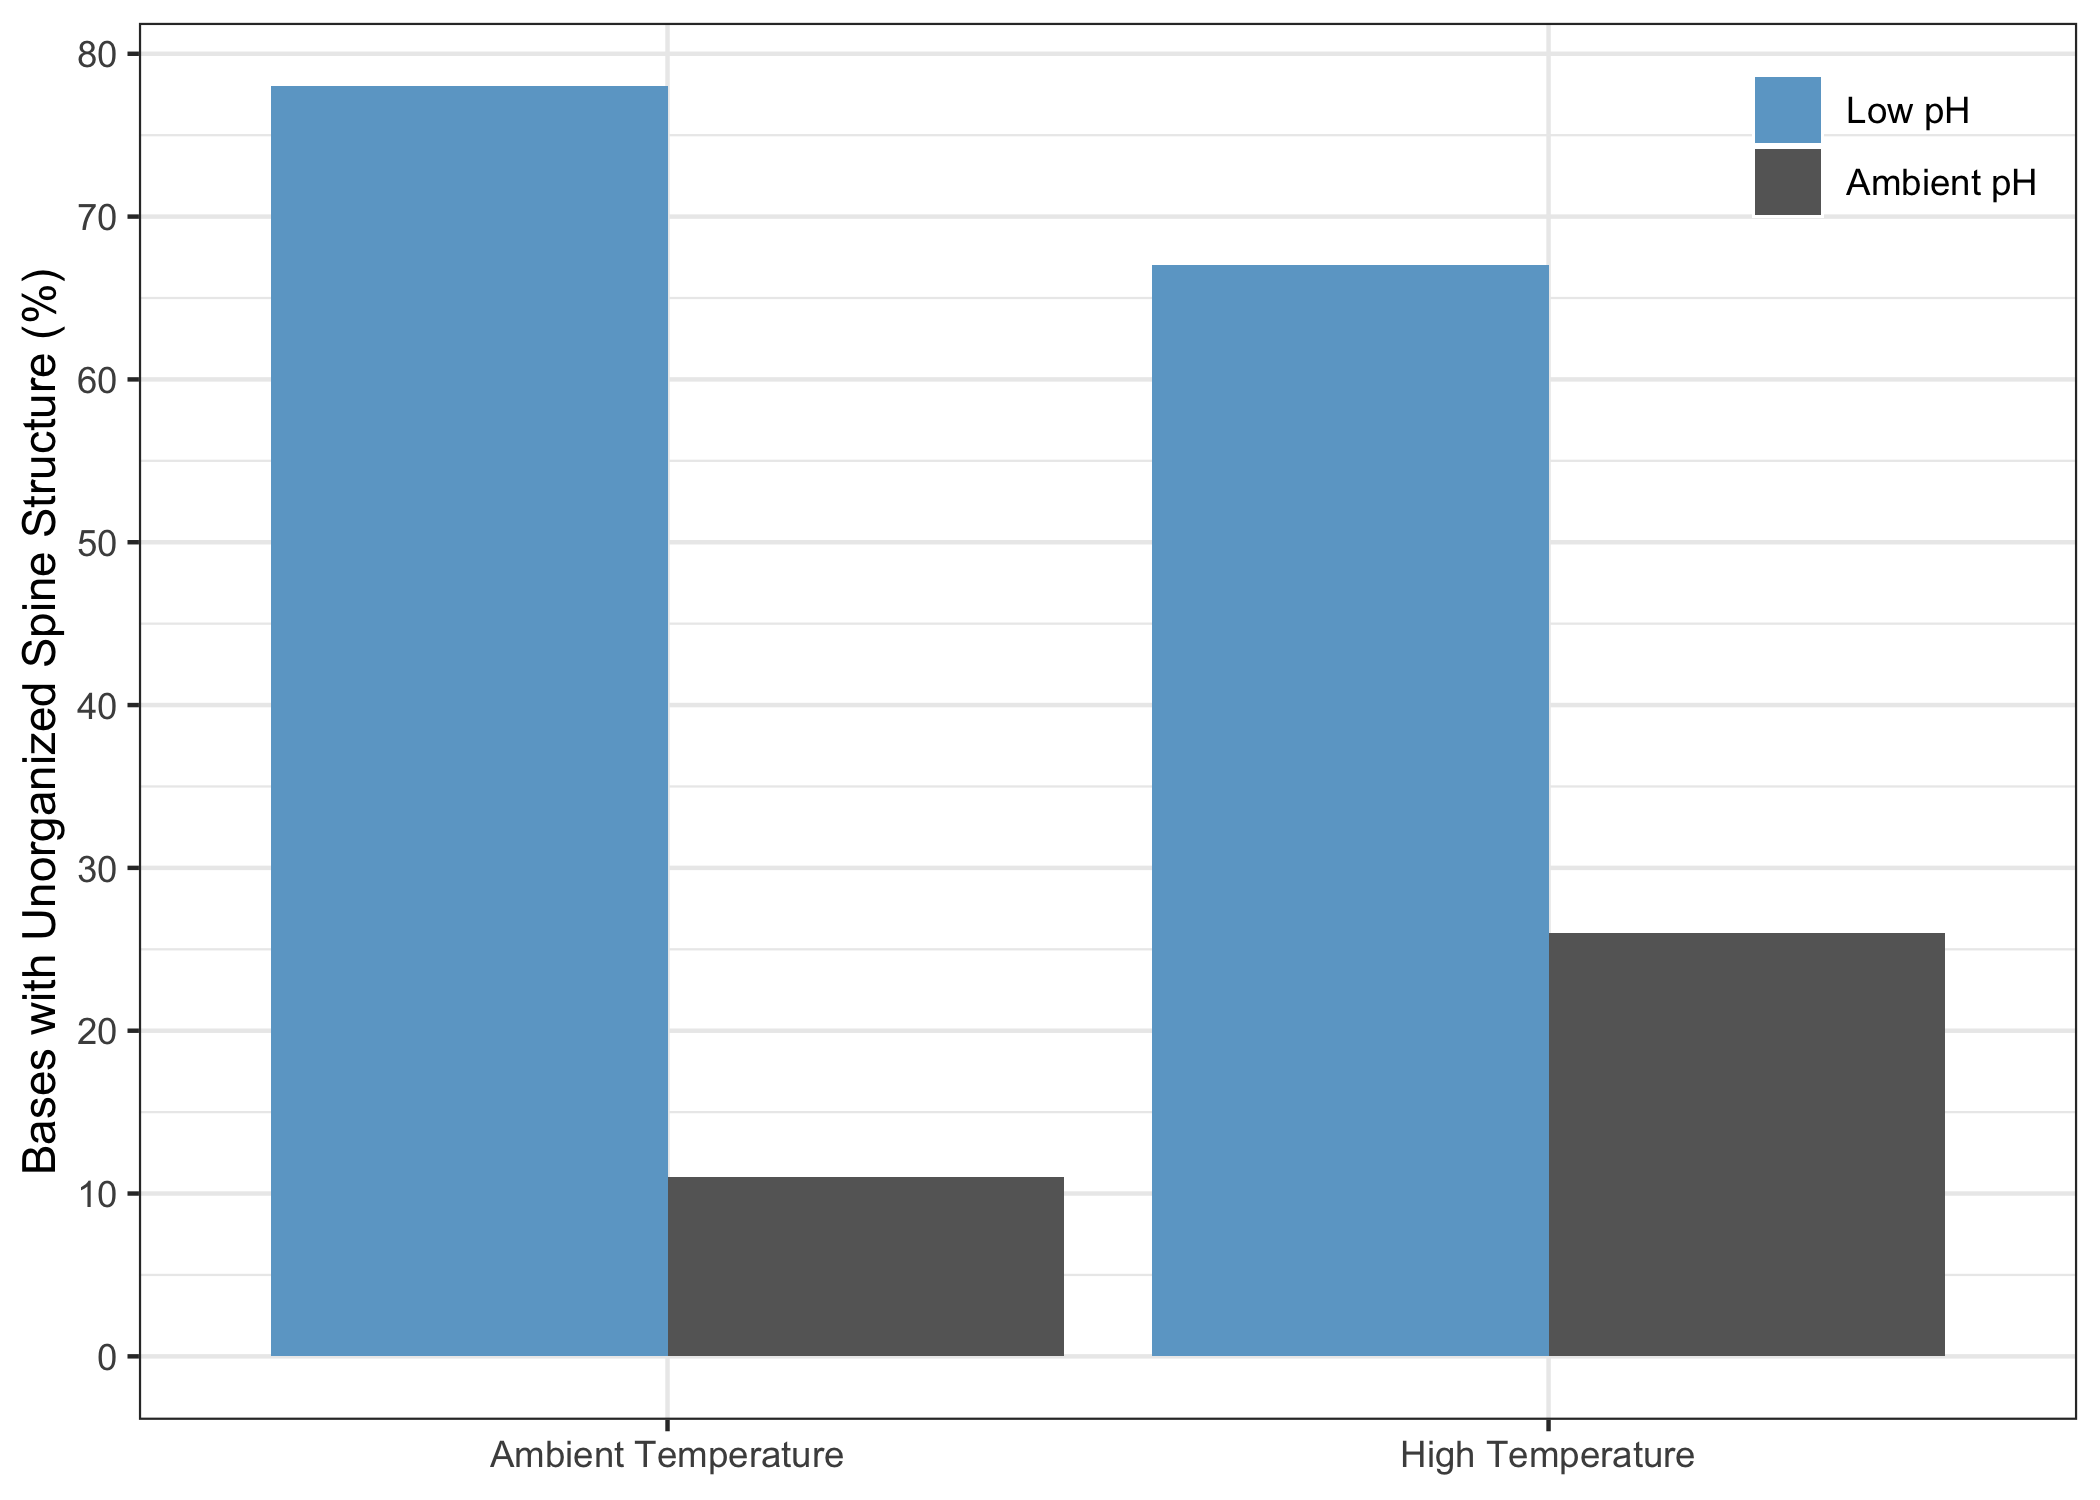 Bases with Unorganized Spine Structure (%)
80
70
60
50
40
30
20
10
0
Low pH
Ambient pH
Ambient Temperature
High Temperature